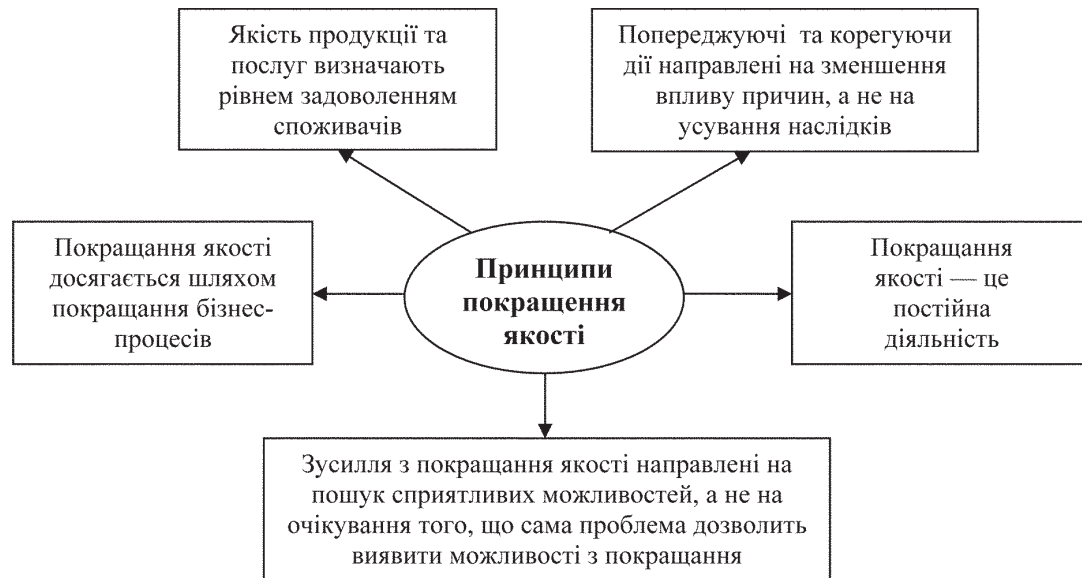 Якість продукції та
послуг визначають
рівнем задоволенням
споживачів
Попереджуючі та корегуючи
дії направлені на зменшення
впливу причин, а не на
усування наслідків
Покращання якості
досягається шляхом
покращання бізнес-
процесів
Принципи
покращення
якості
Покращання
якості — це
постійна
діяльність
Зусилля з покращання якості направлені на
пошук сприятливих можливостей, а не на
очікування того, що сама проблема дозволить
виявити можливості з покращання